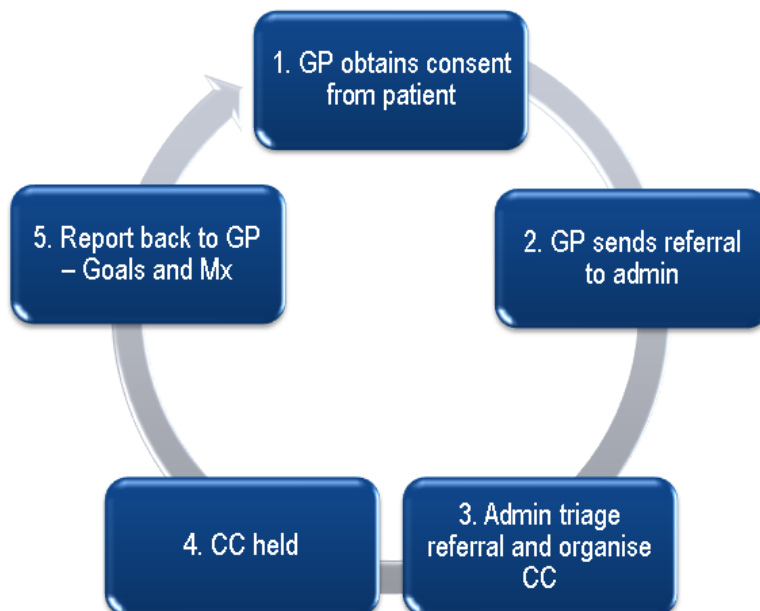 1. GP obtains consent
from patient
2. GP sends referral
to admin
3. Admin triage
referral and organise
CC
4. CC held
5. Report back to GP
– Goals and Mx